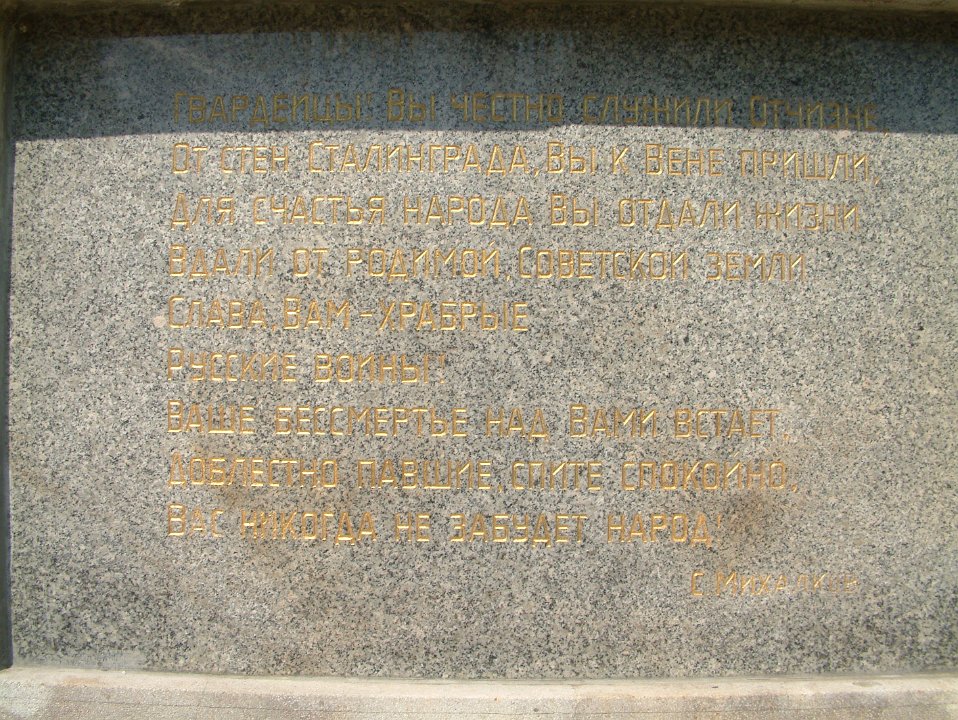 Гвардейцы! Вы честно служили Отчизне,
От стен Сталинграда, Вы к Вене пришли,
Для счастья народа Вы отдали жизни
Вдали от родимой, Советской земли.
Слава, Вам – храбрые
Русские воины!
Ваше бессмертье над Вами встает,
Доблестно павшие, спите спокойно,
Вас никогда не забудет народ!
С. Михалков